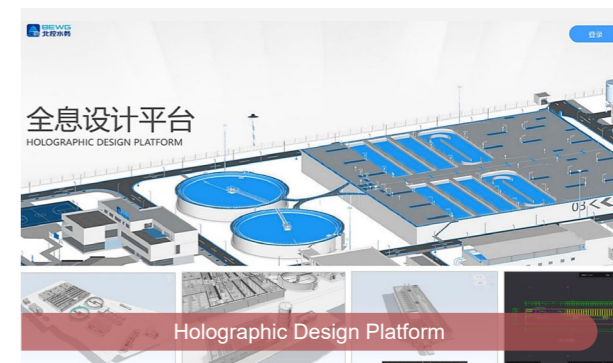 BEWG
北控水务
登录
全息设计平台
HOLOGRAPHIC DESIGN PLATFORM
03
Holographic Design Platform